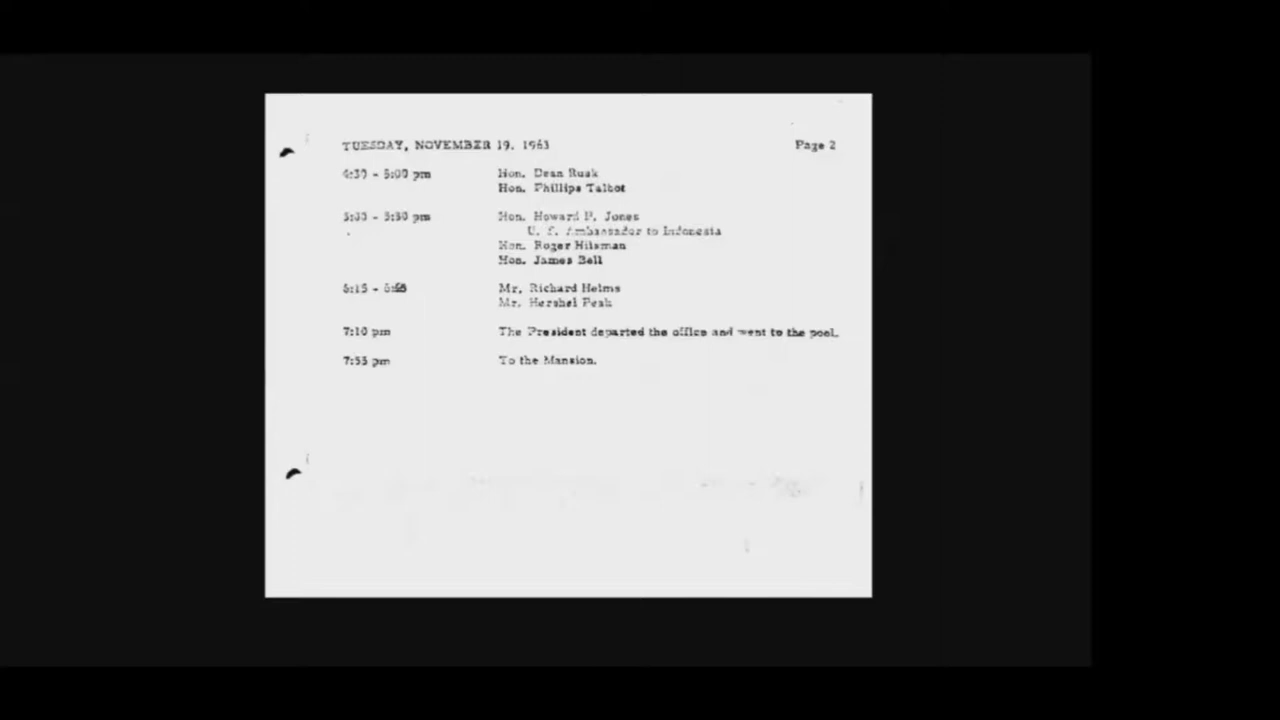 TUESDAY, NOVEMBER 19, 1963 Page 2
4:30 - 5:00 pm Hon. Dean Rusk
Hon. Phillips Talbot
5:00 - 5:30 pm Hon. Howard P. Jones
U. S. Ambassador to Indonesia
Hon. Roger Hilsman
Hon. James Bell
6:15 - Mr. Richard Helms
Mr. Hershel Peak
7:10 pm The President departed the office and went to the pool.
7:55 pm To the Mansion.